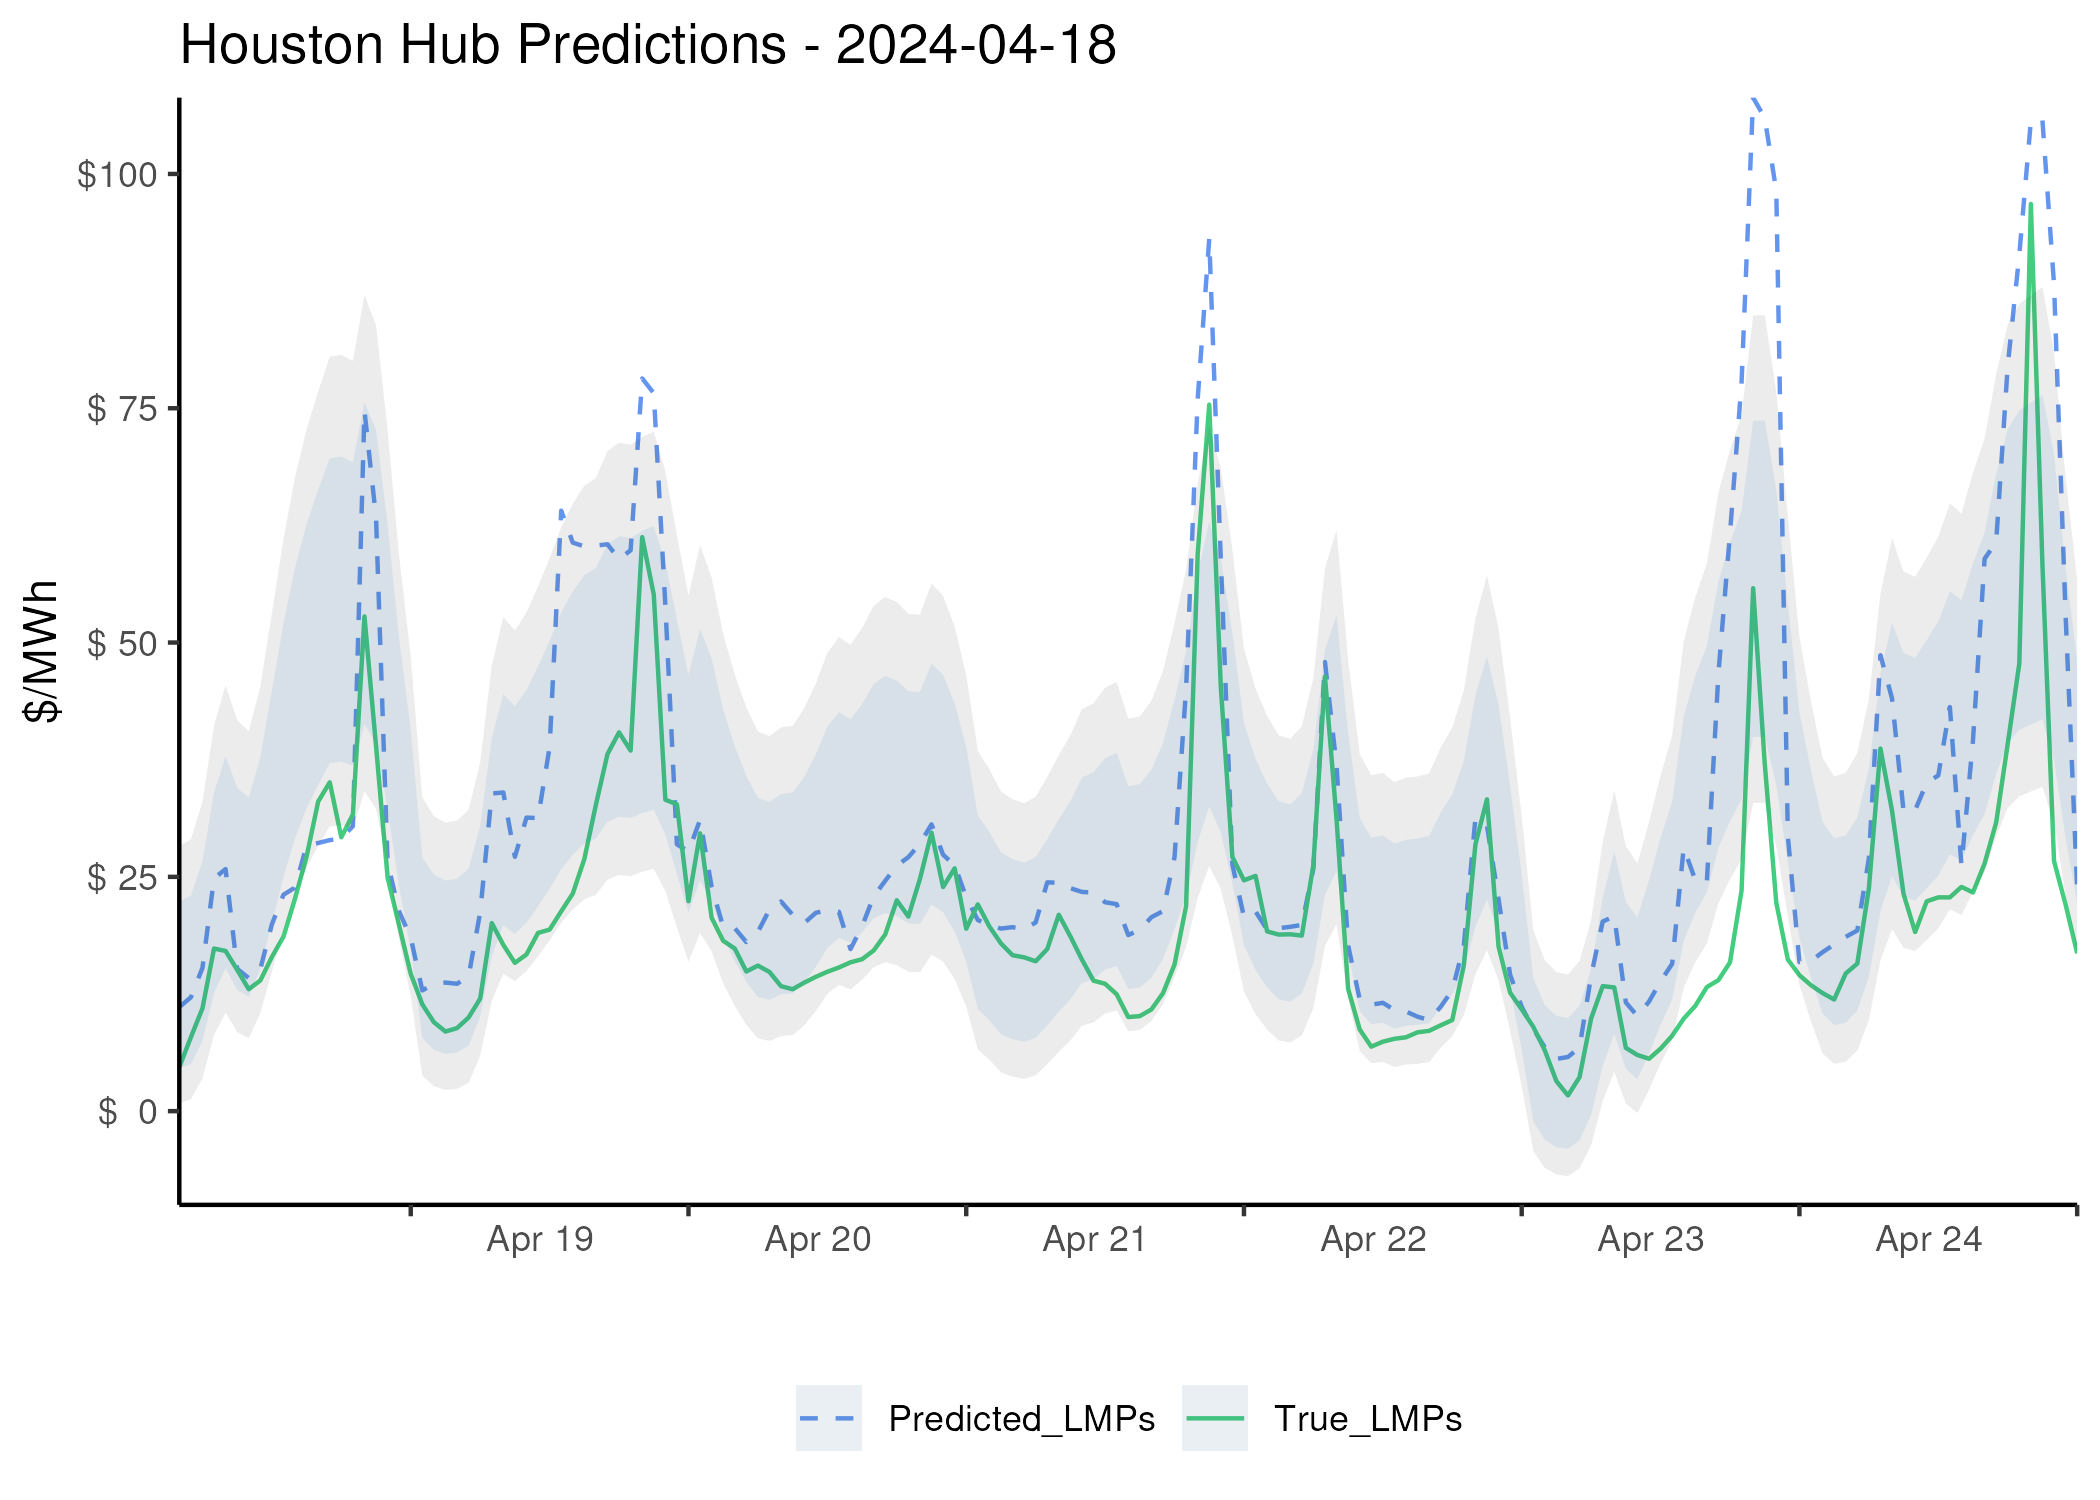 Houston Hub Predictions - 2024-04-18
$/MWh
$100
$ 75
$ 50
$ 25
$  0
Apr 19 Apr 20 Apr 21 Apr 22 Apr 23 Apr 24
Predicted_LMPs True_LMPs